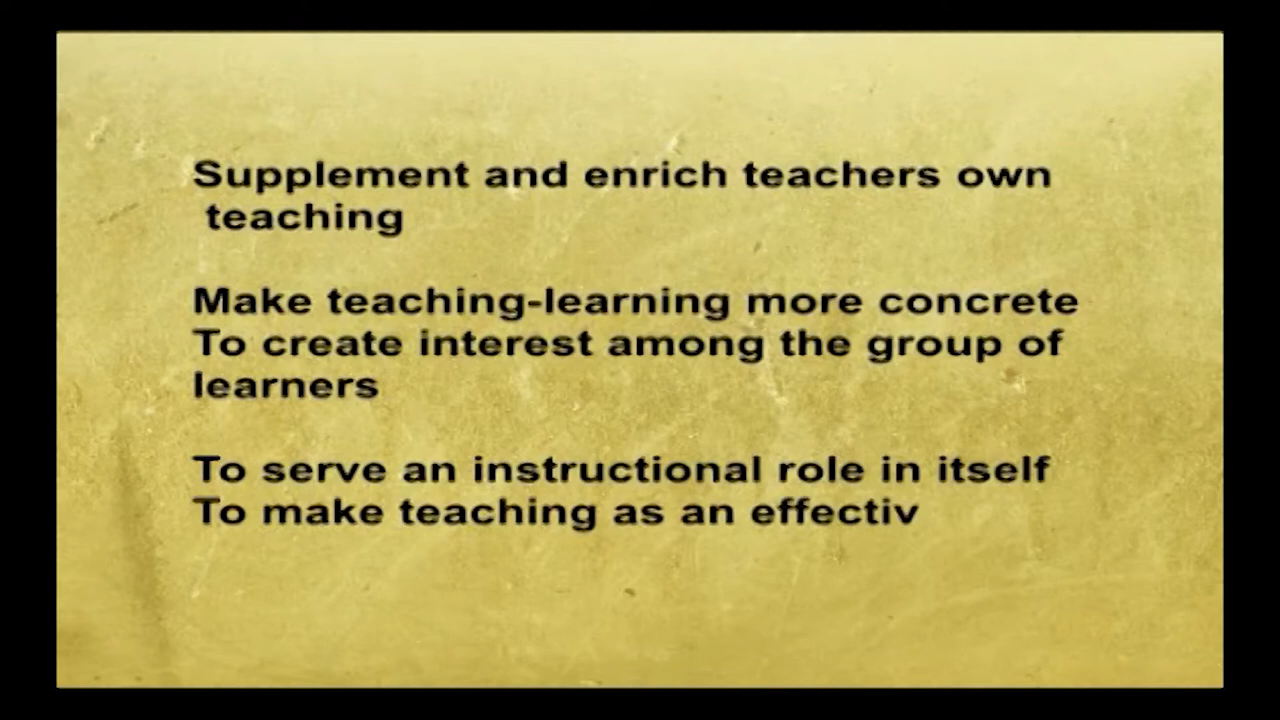 Supplement and enrich teachers own
teaching
Make teaching-learning more concrete
To create interest among the group of
learners
To serve an instructional role in itself
To make teaching as an effectiv